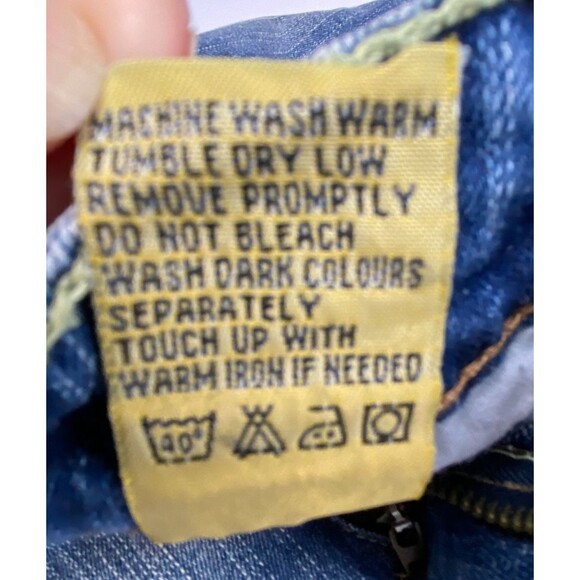 MACHINE WASH WARM
TUMBLE DRY LOW
REMOVE PROMPTLY
DO NOT BLEACH
WASH DARK COLOURS
SEPARATELY
TOUCH UP WITH
WARM IRON IF NEEDED
40°